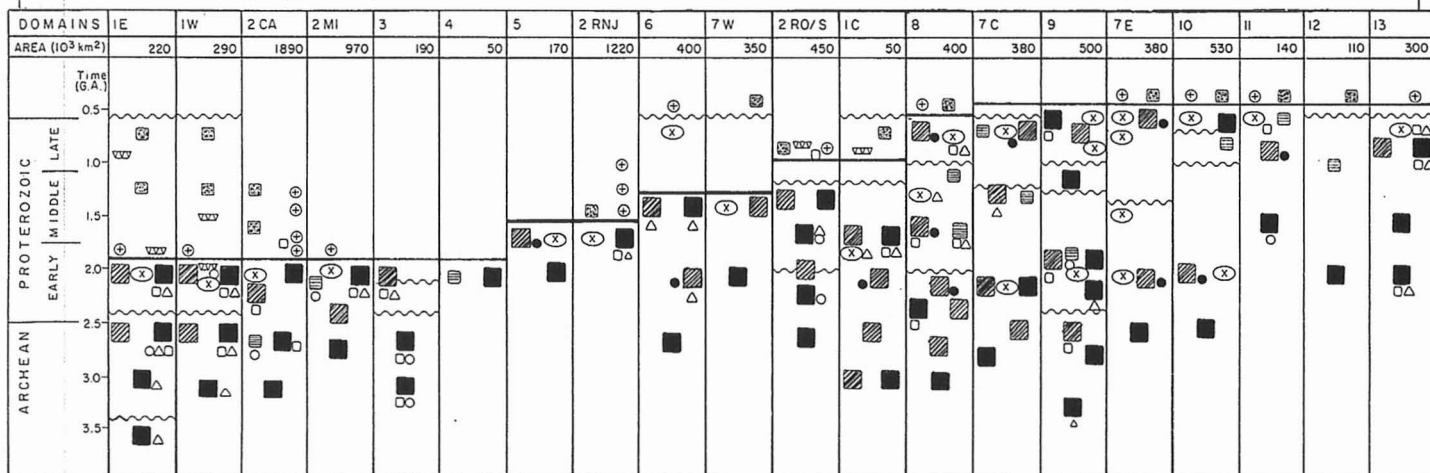 DOMAINS 1E 1W 2 CA 2 MI 3 4 5 2 RNJ 6 7 W 2 RO/S 1C 8 7 C 9 7 E 10 11 12 13
AREA (10³ km²) 220 290 1890 970 190 50 170 1220 400 350 450 50 400 380 500 380 530 140 110 300
Time
(G.A.)
0.5
1.0
1.5
2.0
2.5
3.0
3.5
PROTEROZOIC
LATE
MIDDLE
EARLY
ARCHEAN